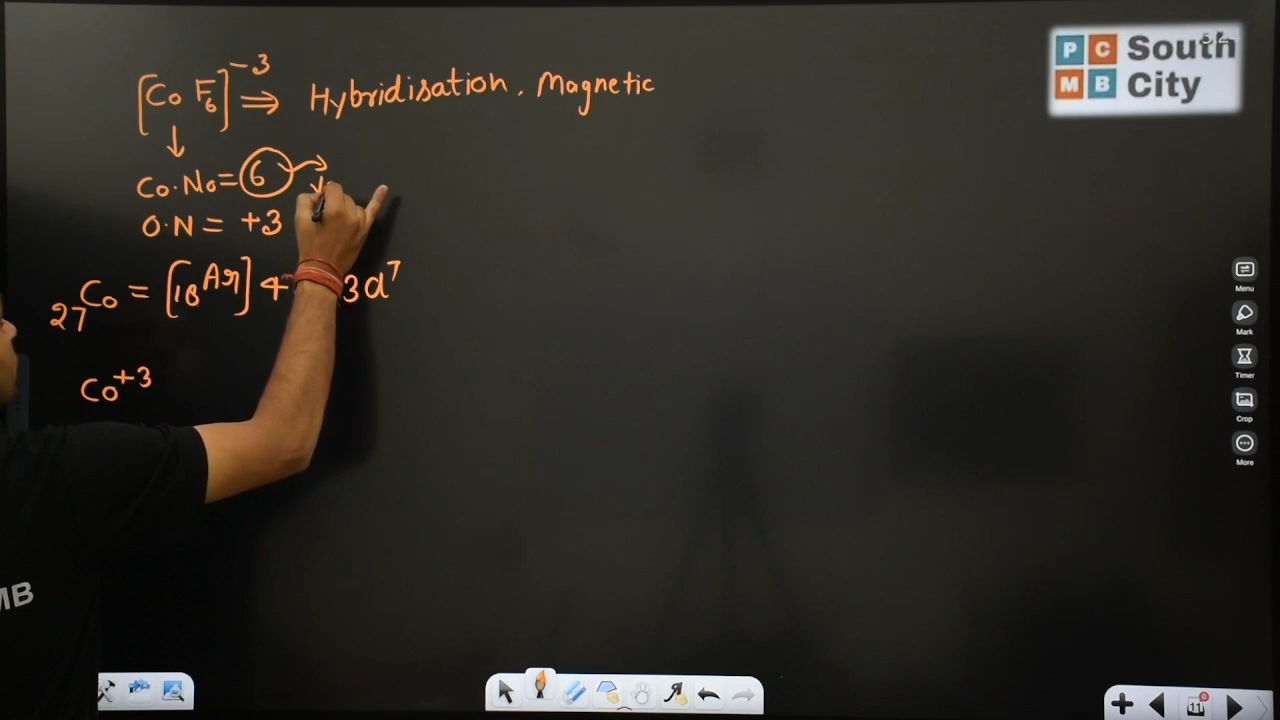 [Co F6]^-3 ⇒ Hybridisation, Magnetic
↓
Co.No = 6 →
O.N = +3
27Co = [18Ar] 4 3d^7
Co^+3
P C M B South City
Menu
Mark
Timer
Crop
More
11
MB